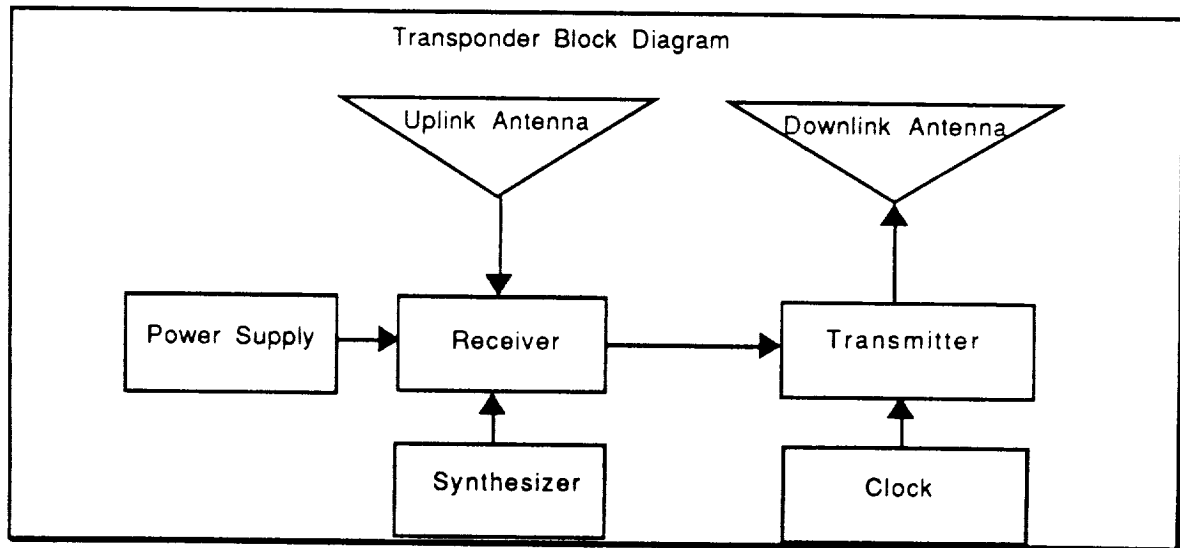 Transponder Block Diagram
Uplink Antenna
Downlink Antenna
Power Supply
Receiver
Transmitter
Synthesizer
Clock